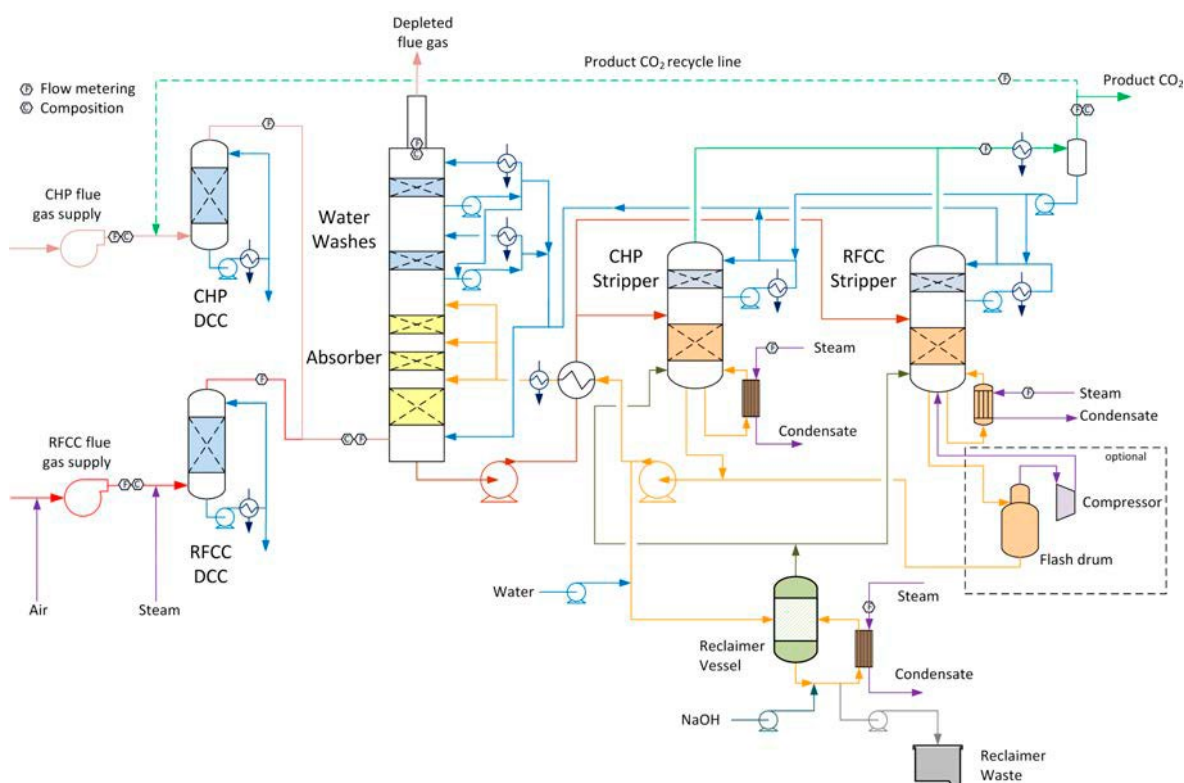 Depleted
flue gas
Product CO₂ recycle line
Product CO₂
Ⓕ Flow metering
Ⓒ Composition
F
F
F C
F
F
C
CHP flue
gas supply
F C
CHP
DCC
Water
Washes
CHP
Stripper
RFCC
Stripper
Absorber
F
Steam
Condensate
F
Steam
Condensate
F
C F
RFCC flue
gas supply
F C
RFCC
DCC
Air
Steam
optional
Compressor
Flash drum
Water
Steam
F
Reclaimer
Vessel
Condensate
NaOH
Reclaimer
Waste